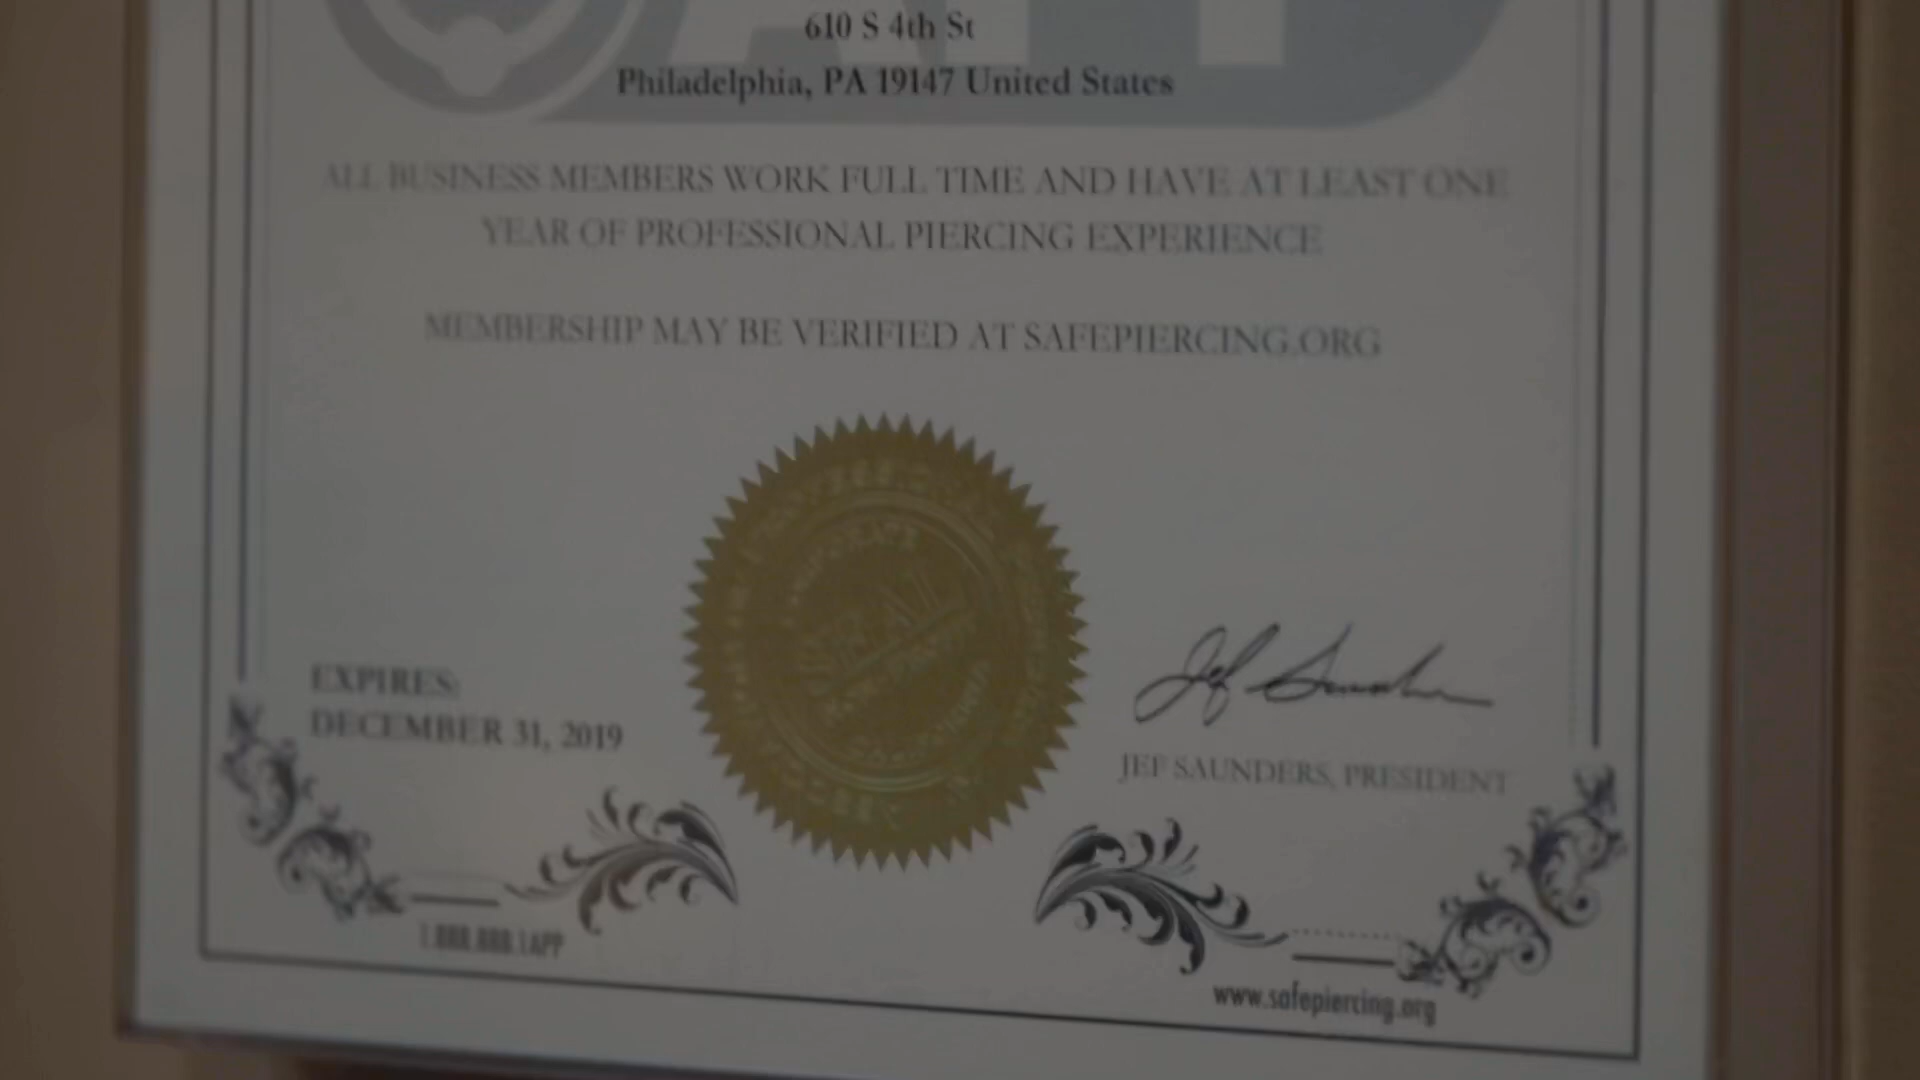 610 S 4th St
Philadelphia, PA 19147 United States
ALL BUSINESS MEMBERS WORK FULL TIME AND HAVE AT LEAST ONE
YEAR OF PROFESSIONAL PIERCING EXPERIENCE
MEMBERSHIP MAY BE VERIFIED AT SAFEPIERCING.ORG
EXPIRES:
DECEMBER 31, 2019
Jef Saunders
JEF SAUNDERS, PRESIDENT
1.888.888.1APP
www.safepiercing.org